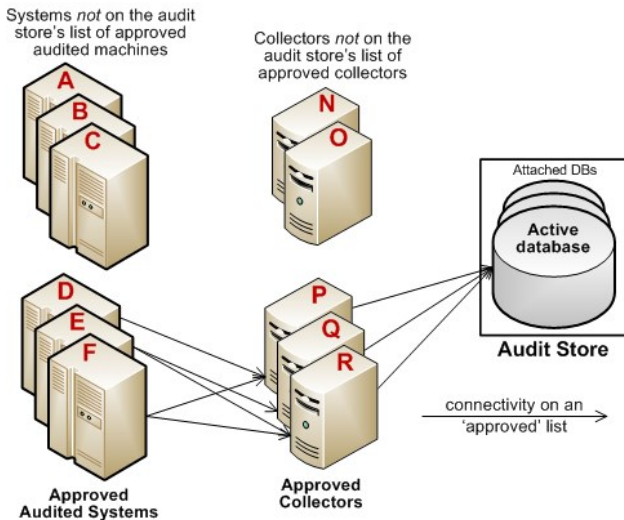 Systems not on the audit
store's list of approved
audited machines
Collectors not on the
audit store's list of
approved collectors
A
B
C
N
O
Attached DBs
Active
database
Audit Store
D
E
F
P
Q
R
connectivity on an
'approved' list
Approved
Audited Systems
Approved
Collectors